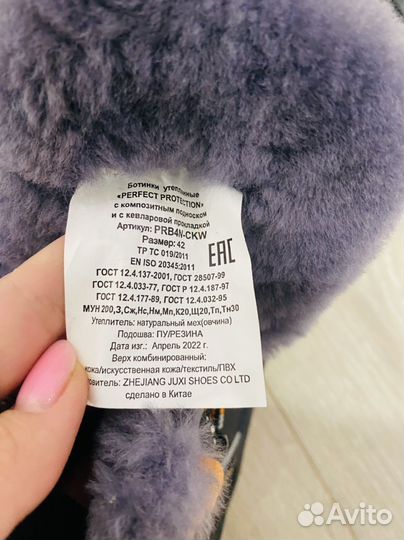 Ботинки утепленные
«PERFECT PROTECTION»
с композитным подноском
и с кевларовой прокладкой
Артикул: PRB4N-CKW
Размер: 42
ТР ТС 019/2011
EN ISO 20345:2011
EAC
ГОСТ 12.4.137-2001, ГОСТ 28507-99
ГОСТ 12.4.033-77, ГОСТ Р 12.4.187-97
ГОСТ 12.4.177-89, ГОСТ 12.4.032-95
МУН 200,З,Сж,Нс,Нм,Мп,К20,Щ20,Тп,Тн30
Утеплитель: натуральный мех(овчина)
Подошва: ПУ/РЕЗИНА
Дата изг.: Апрель 2022 г.
Верх комбинированный:
кожа/искусственная кожа/текстиль/ПВХ
овитель: ZHEJIANG JUXI SHOES CO LTD
сделано в Китае
Avito